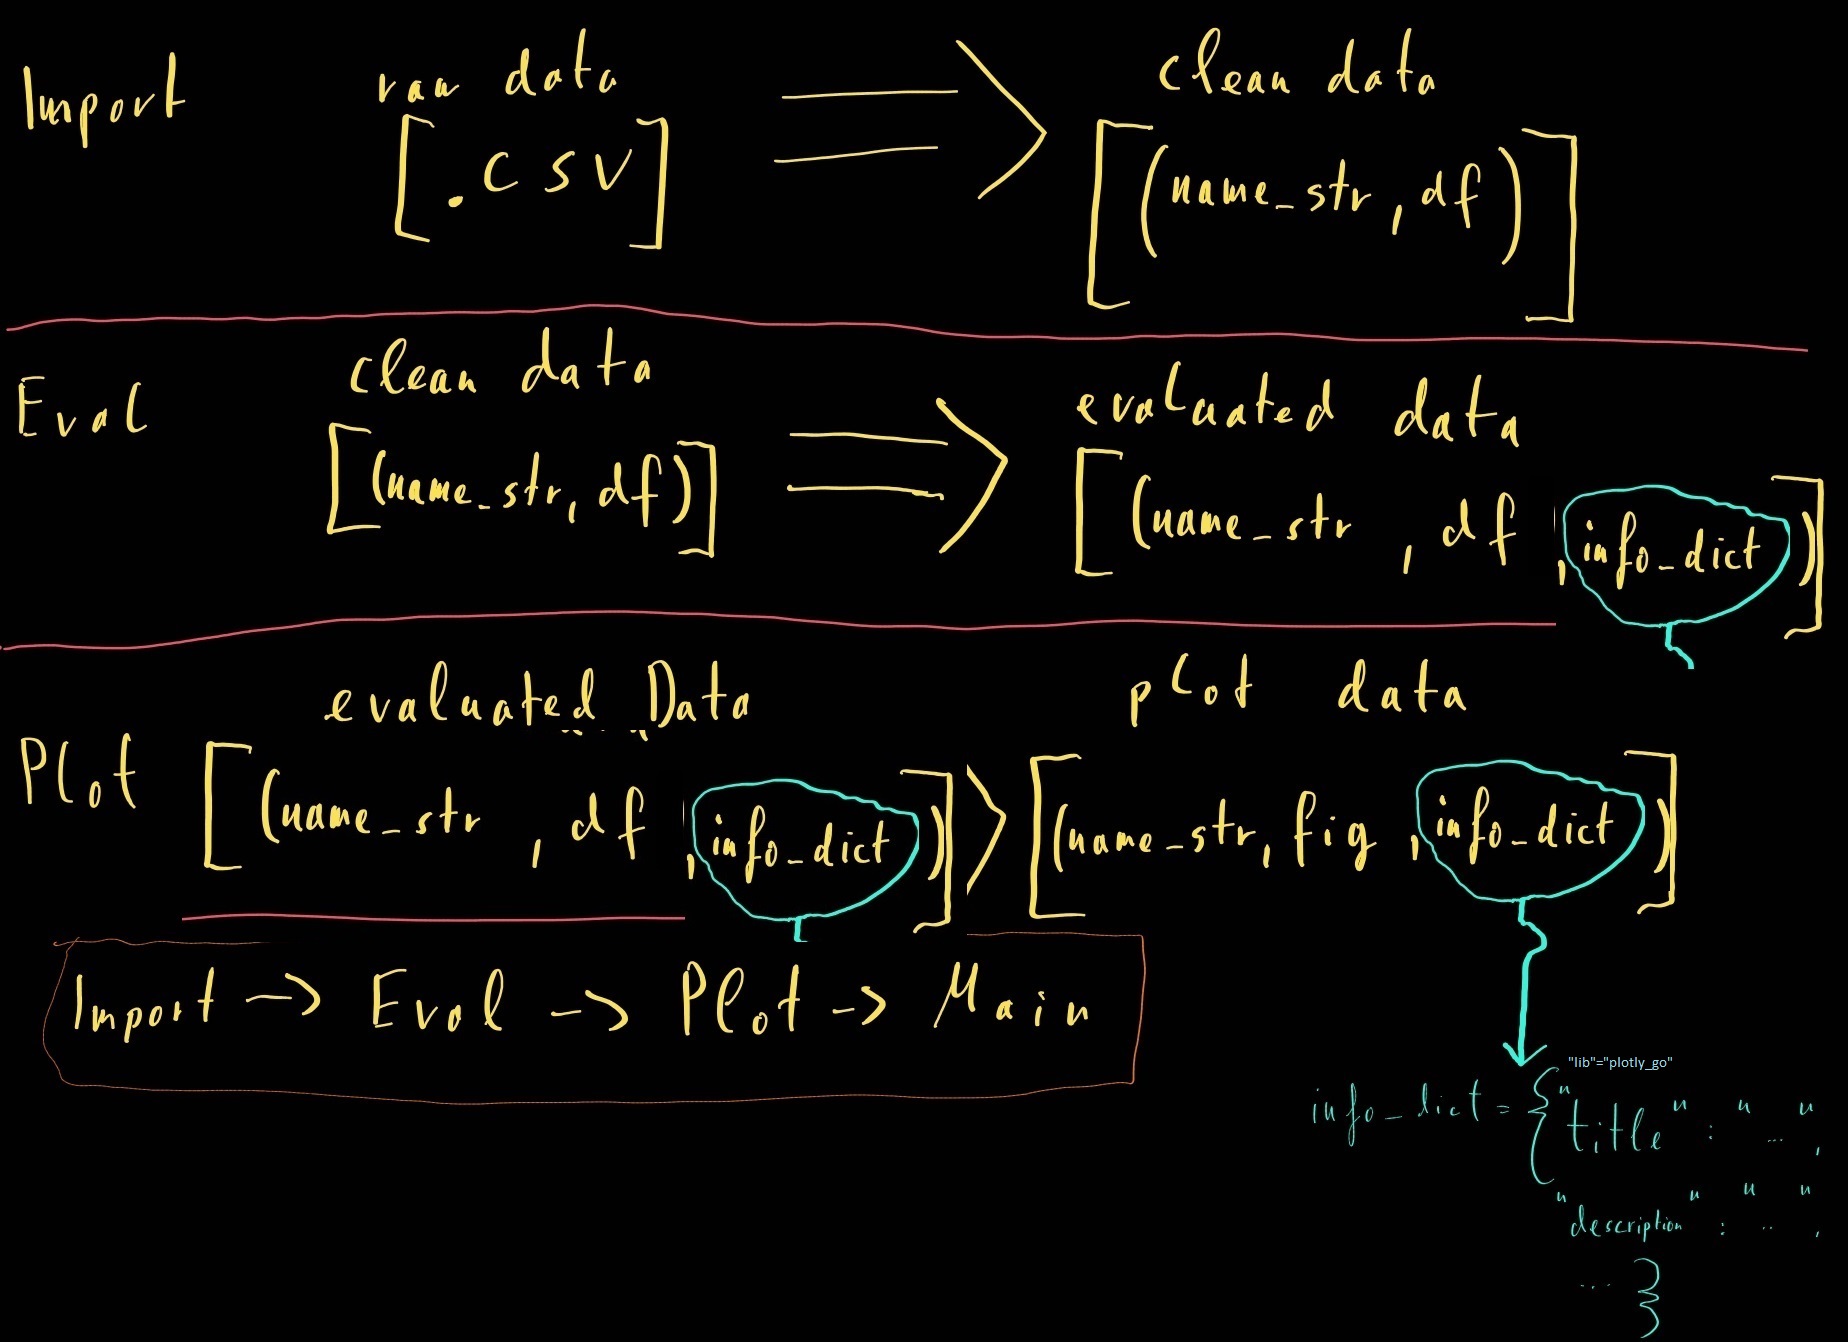 Import raw data clean data
[.csv] [(name_str, df)]
Eval clean data evaluated data
[(name_str, df)] [(name_str, df, info_dict)]
evaluated Data plot data
Plot [(name_str, df, info_dict)] > [(name_str, fig, info_dict)]
Import -> Eval -> Plot -> Main
"lib"="plotly_go"
info_dict = { "title" : "...",
"description" : "..",
... }